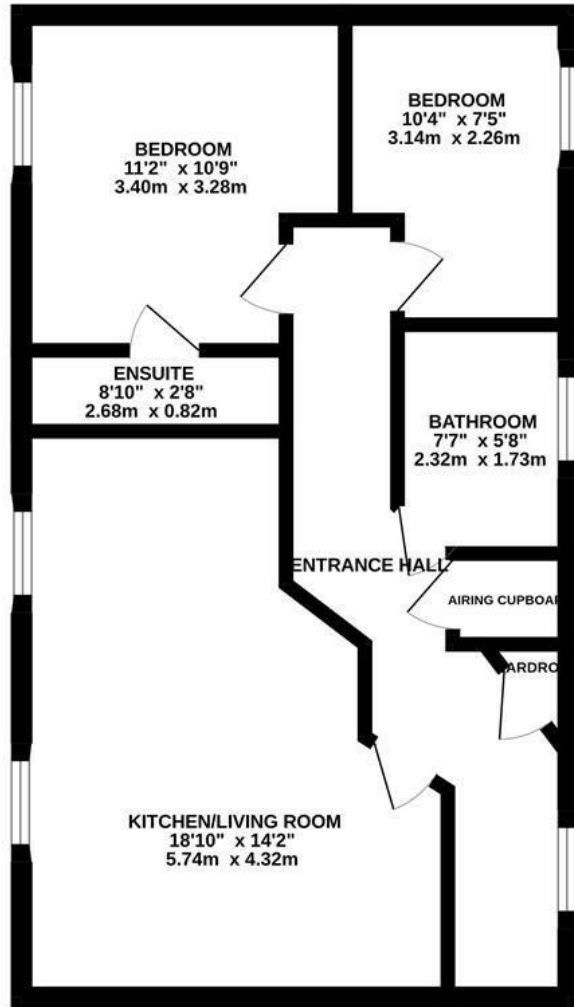 BEDROOM
11'2" x 10'9"
3.40m x 3.28m
BEDROOM
10'4" x 7'5"
3.14m x 2.26m
ENSUITE
8'10" x 2'8"
2.68m x 0.82m
BATHROOM
7'7" x 5'8"
2.32m x 1.73m
ENTRANCE HALL
AIRING CUPBOAR
ARDRO
KITCHEN/LIVING ROOM
18'10" x 14'2"
5.74m x 4.32m